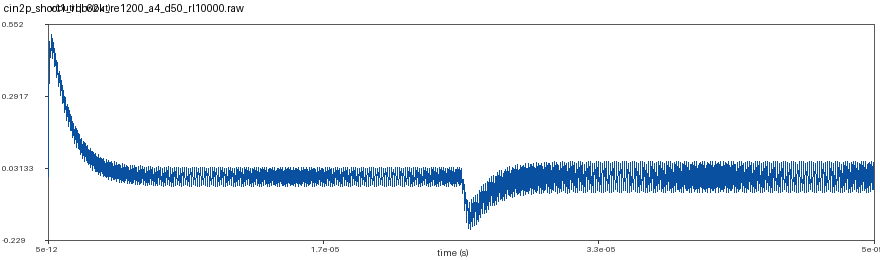 cin2p_short1_rb62k_re1200_a4_d50_rl10000.raw
0.552
0.2917
0.03133
-0.229
5e-12
1.7e-05
3.3e-05
5e-05
time (s)